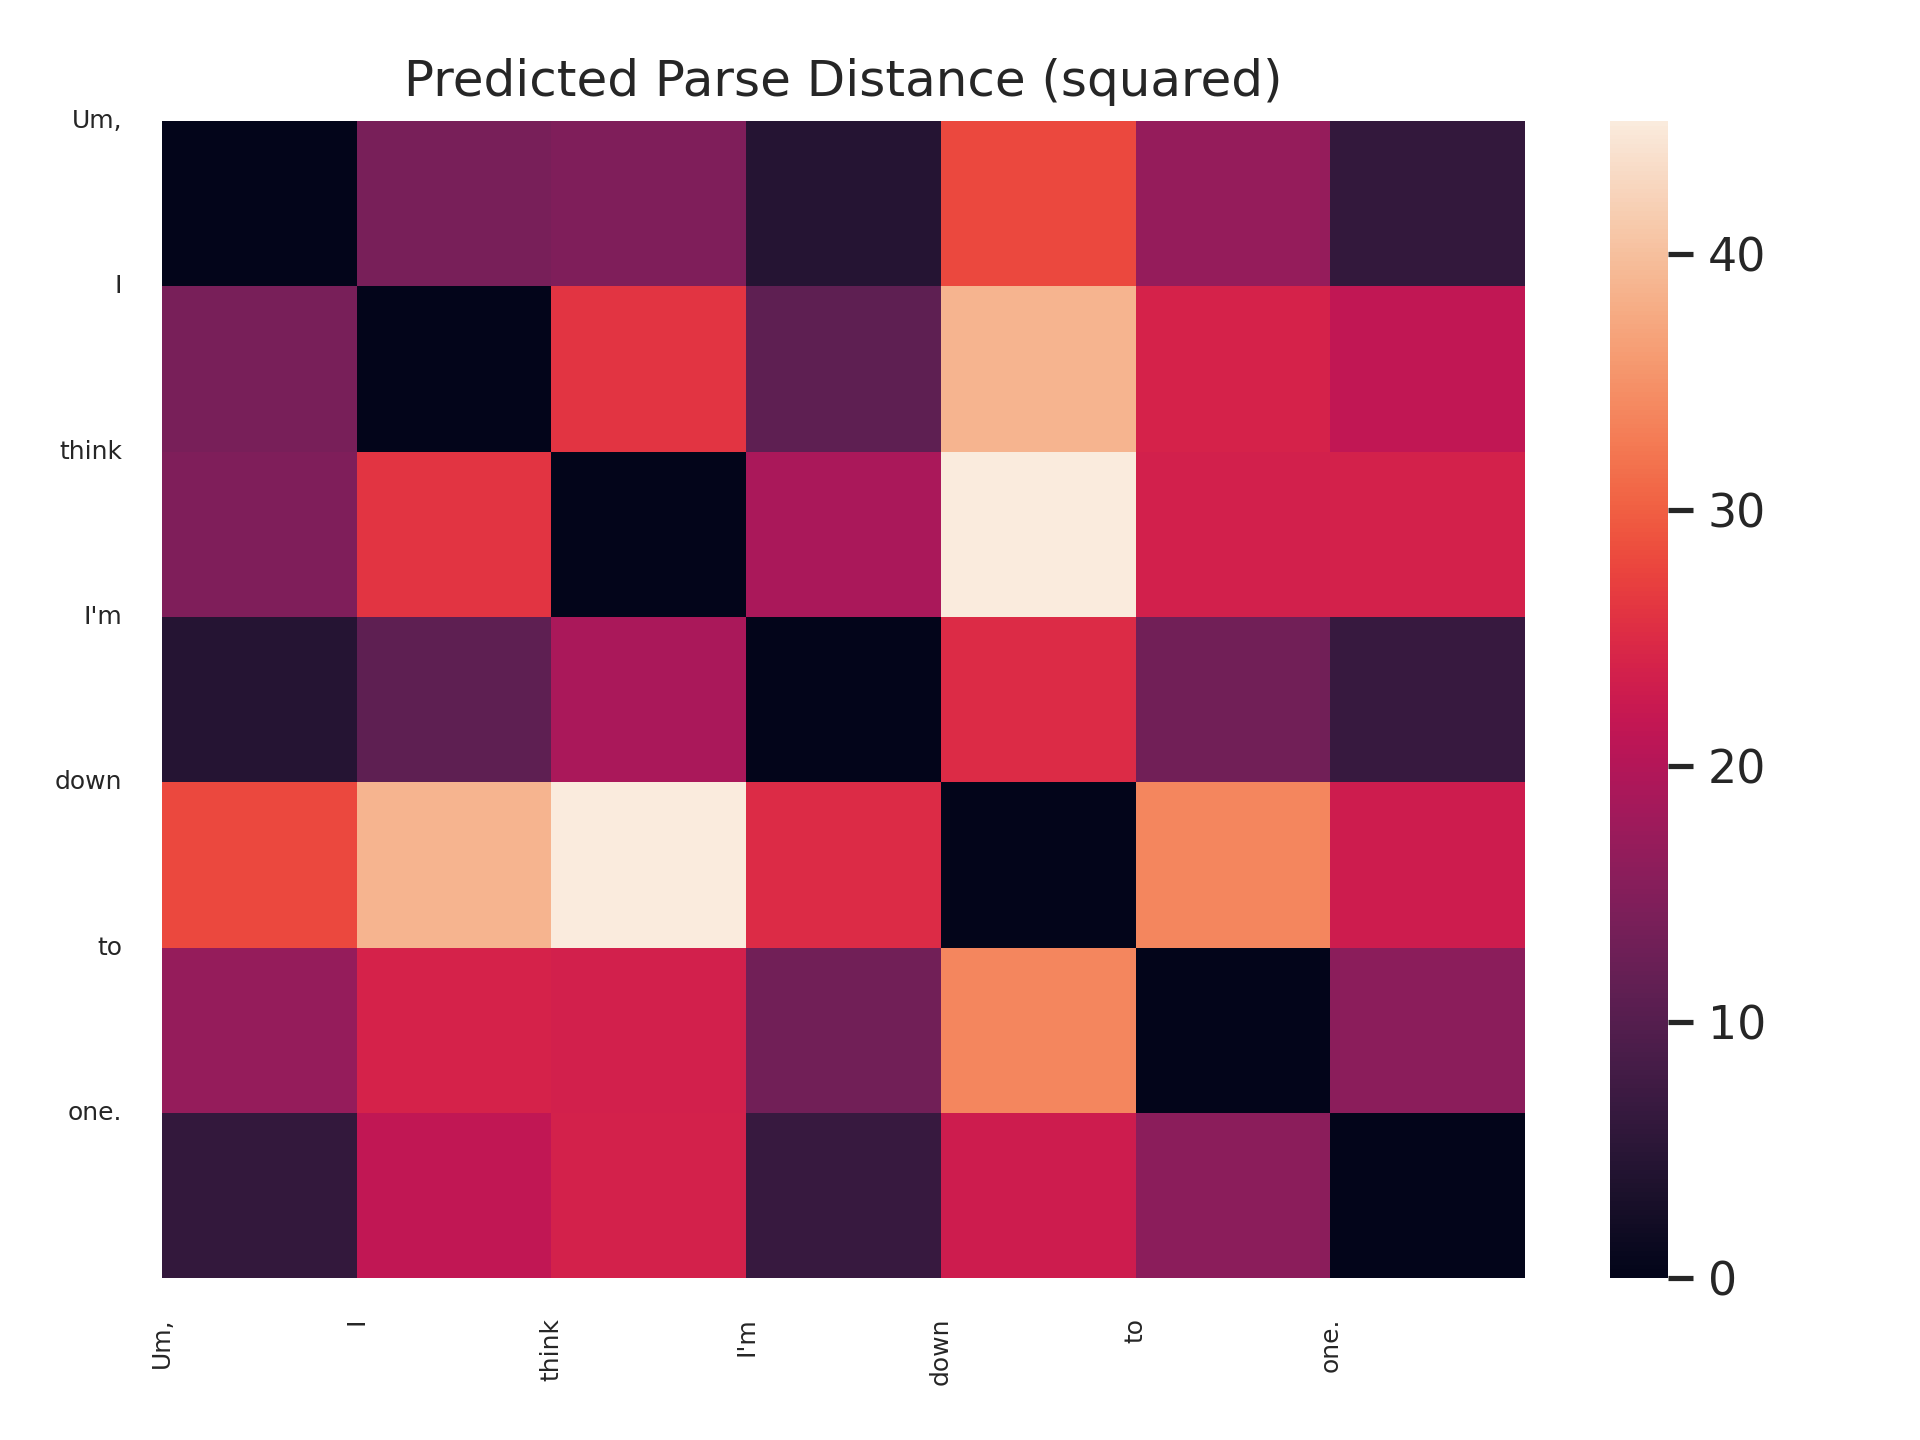 Predicted Parse Distance (squared)
Um,
I
think
I'm
down
to
one.
Um,
I
think
I'm
down
to
one.
40
30
20
10
0